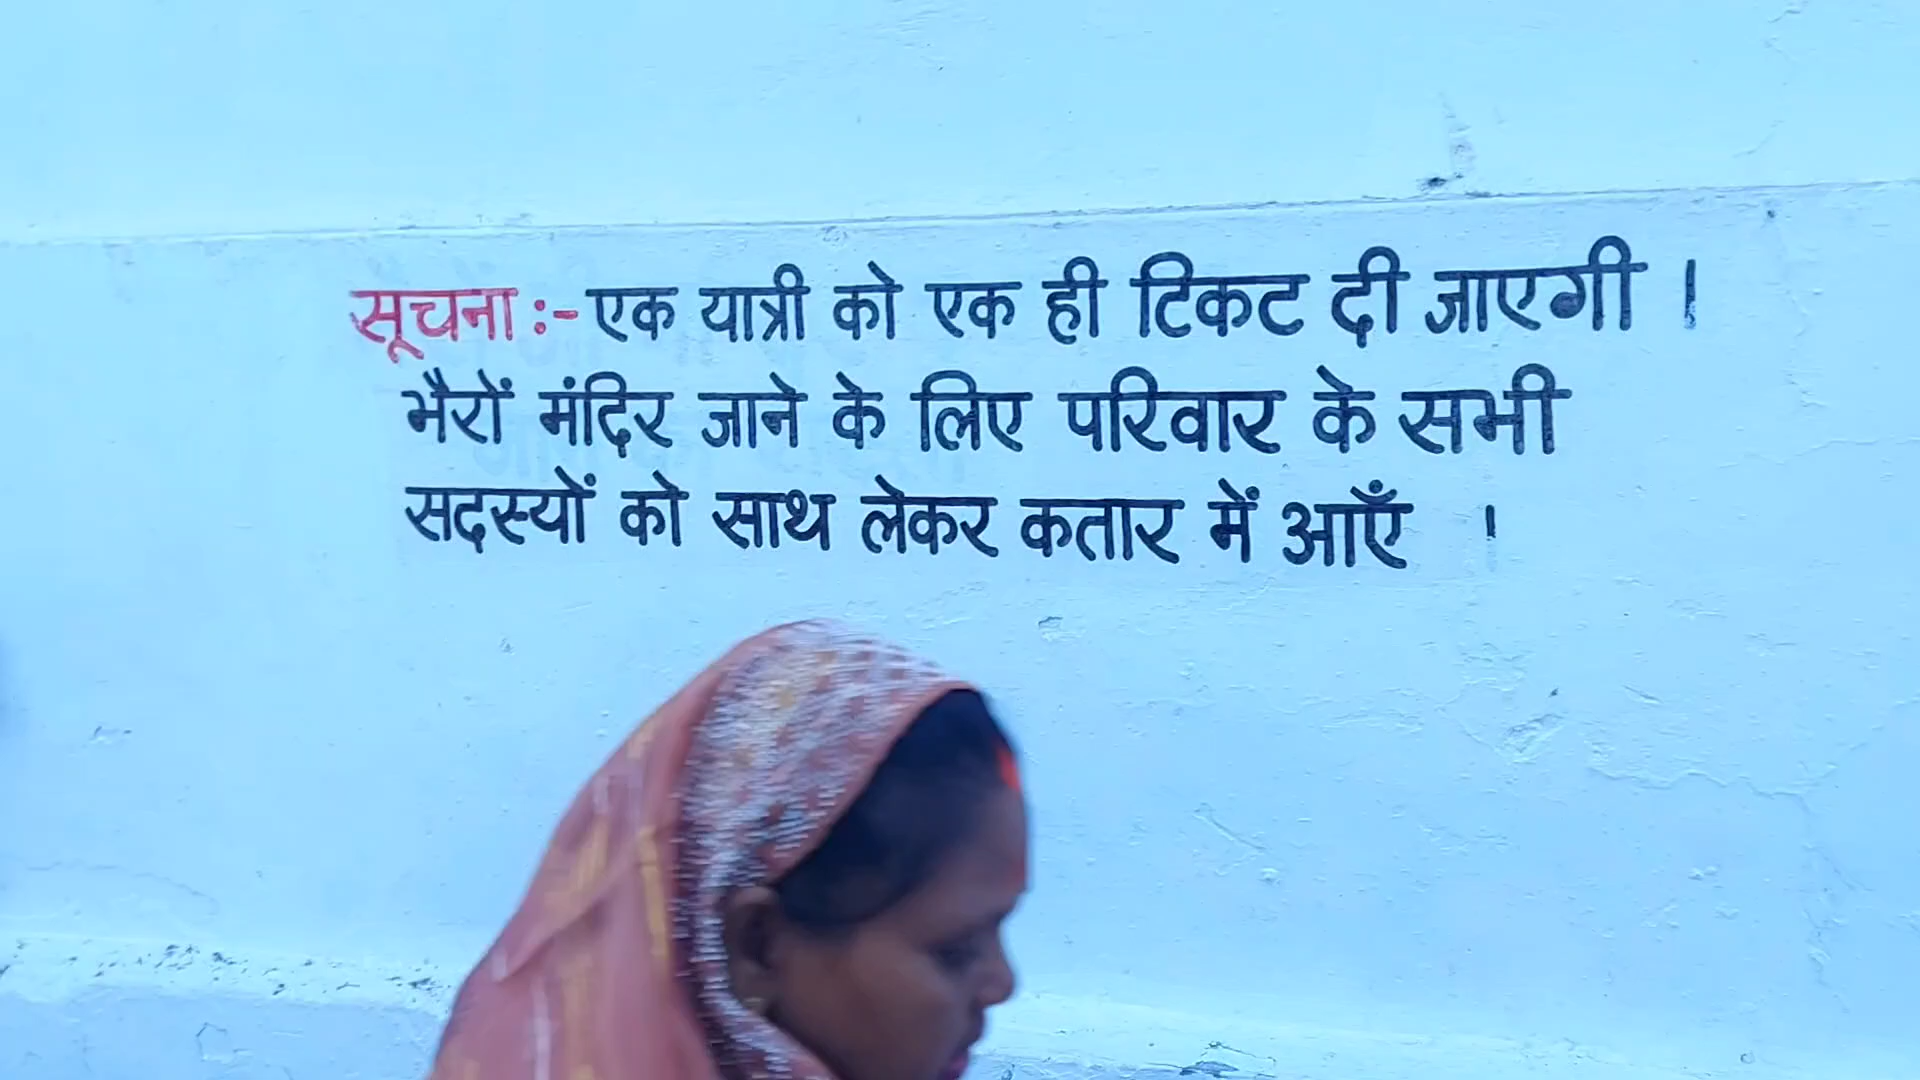 सूचना :- एक यात्री को एक ही टिकट दी जाएगी ।
भैरों मंदिर जाने के लिए परिवार के सभी
सदस्यों को साथ लेकर कतार में आएँ ।